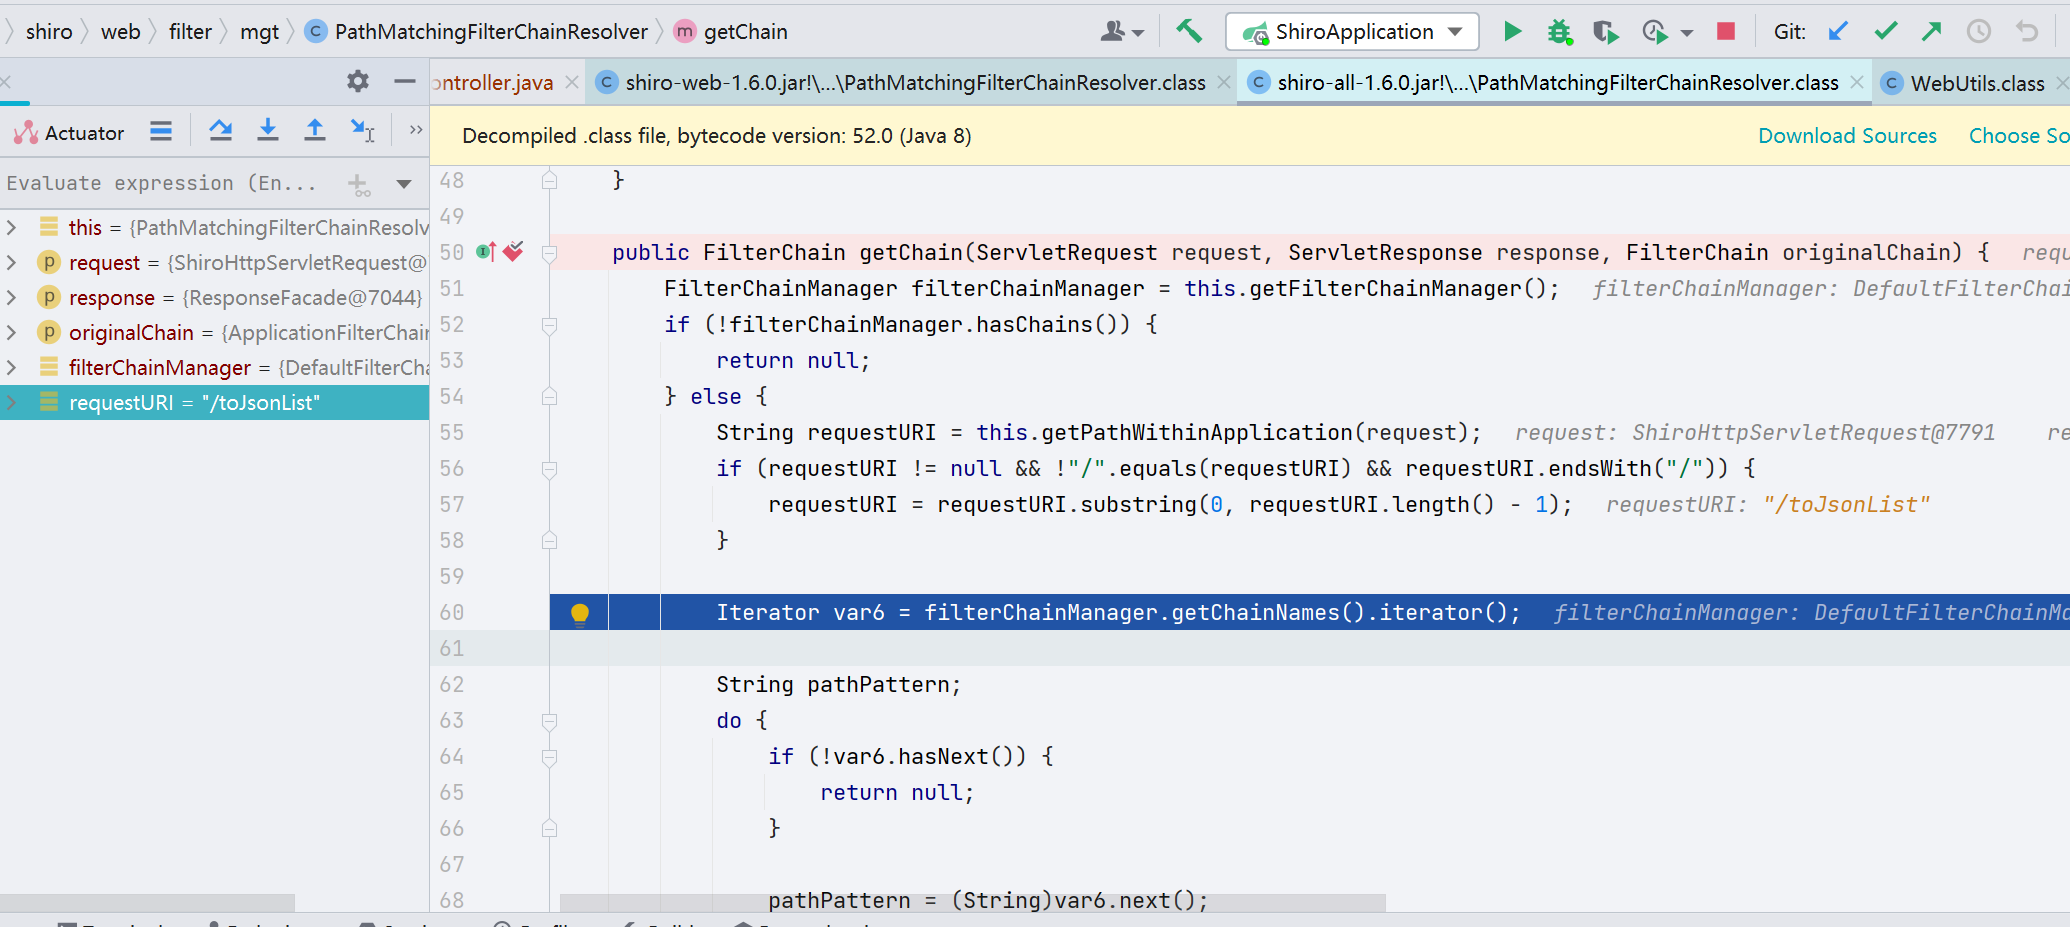 shiro web filter mgt C PathMatchingFilterChainResolver m getChain ShiroApplication Git:
ontroller.java C shiro-web-1.6.0.jar!\...\PathMatchingFilterChainResolver.class C shiro-all-1.6.0.jar!\...\PathMatchingFilterChainResolver.class C WebUtils.class
Actuator »
Decompiled .class file, bytecode version: 52.0 (Java 8) Download Sources Choose So
Evaluate expression (En...
this = {PathMatchingFilterChainResolv
p request = {ShiroHttpServletRequest@
p response = {ResponseFacade@7044}
p originalChain = {ApplicationFilterChain
filterChainManager = {DefaultFilterCha
requestURI = "/toJsonList"
48 }
49
50 public FilterChain getChain(ServletRequest request, ServletResponse response, FilterChain originalChain) { requ
51 FilterChainManager filterChainManager = this.getFilterChainManager(); filterChainManager: DefaultFilterChai
52 if (!filterChainManager.hasChains()) {
53 return null;
54 } else {
55 String requestURI = this.getPathWithinApplication(request); request: ShiroHttpServletRequest@7791 re
56 if (requestURI != null && !"/".equals(requestURI) && requestURI.endsWith("/")) {
57 requestURI = requestURI.substring(0, requestURI.length() - 1); requestURI: "/toJsonList"
58 }
59
60 Iterator var6 = filterChainManager.getChainNames().iterator(); filterChainManager: DefaultFilterChainMa
61
62 String pathPattern;
63 do {
64 if (!var6.hasNext()) {
65 return null;
66 }
67
68 pathPattern = (String)var6.next();